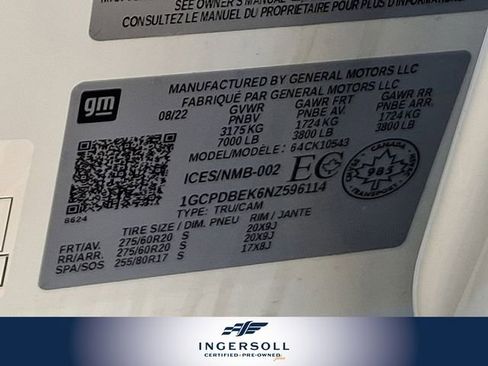 SEE OWNER'S MANUAL
CONSULTEZ LE MANUEL DU PROPRIÉTAIRE POUR PLUS D'INFORMATIONS
gm
MANUFACTURED BY GENERAL MOTORS LLC
FABRIQUÉ PAR GENERAL MOTORS LLC
08/22 GVWR GAWR FRT GAWR RR
PNBV PNBE AV. PNBE ARR.
3175 KG 1724 KG 1724 KG
7000 LB 3800 LB 3800 LB
MODEL/MODÈLE: 64CK10543
ICES/NMB-002 EC
CANADA
985
1GCPDBEK6NZ596114
TYPE: TRU/CAM
8624
TIRE SIZE / DIM. PNEU RIM / JANTE
FRT/AV. 275/60R20 S 20X9J
RR/ARR. 275/60R20 S 20X9J
SPA/SOS 255/80R17 S 17X8J
INGERSOLL
CERTIFIED-PRE-OWNED